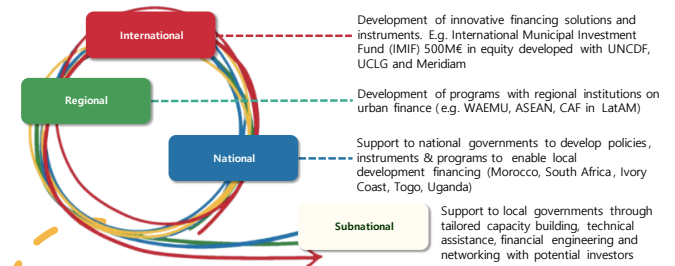 International
Development of innovative financing solutions and
instruments. E.g. International Municipal Investment
Fund (IMIF) 500M€ in equity developed with UNCDF,
UCLG and Meridiam
Regional
Development of programs with regional institutions on
urban finance (e.g. WAEMU, ASEAN, CAF in LatAM)
National
Support to national governments to develop policies,
instruments & programs to enable local
development financing (Morocco, South Africa, Ivory
Coast, Togo, Uganda)
Subnational
Support to local governments through
tailored capacity building, technical
assistance, financial engineering and
networking with potential investors